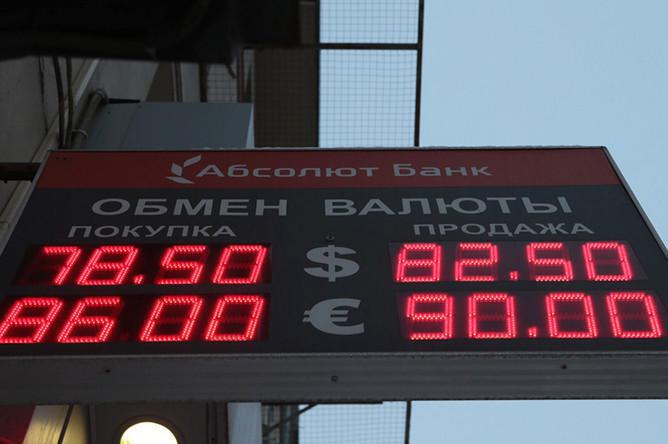 Абсолют Банк
ОБМЕН ВАЛЮТЫ
ПОКУПКА ПРОДАЖА
78.50 $ 82.50
86.00 € 90.00